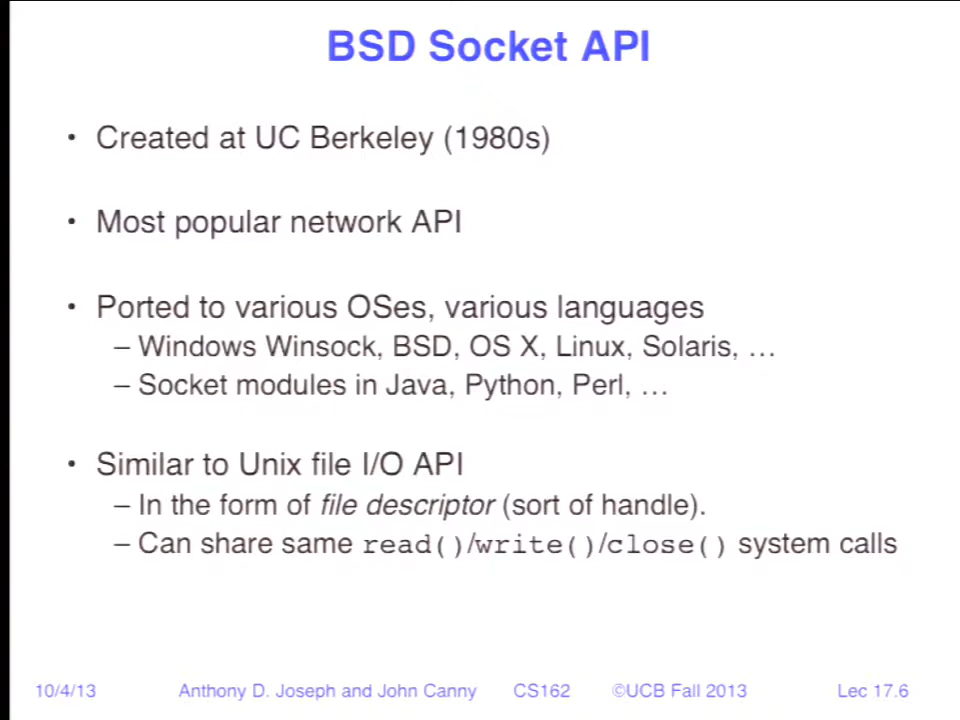 BSD Socket API
• Created at UC Berkeley (1980s)
• Most popular network API
• Ported to various OSes, various languages
– Windows Winsock, BSD, OS X, Linux, Solaris, …
– Socket modules in Java, Python, Perl, …
• Similar to Unix file I/O API
– In the form of file descriptor (sort of handle).
– Can share same read()/write()/close() system calls
10/4/13 Anthony D. Joseph and John Canny CS162 ©UCB Fall 2013 Lec 17.6